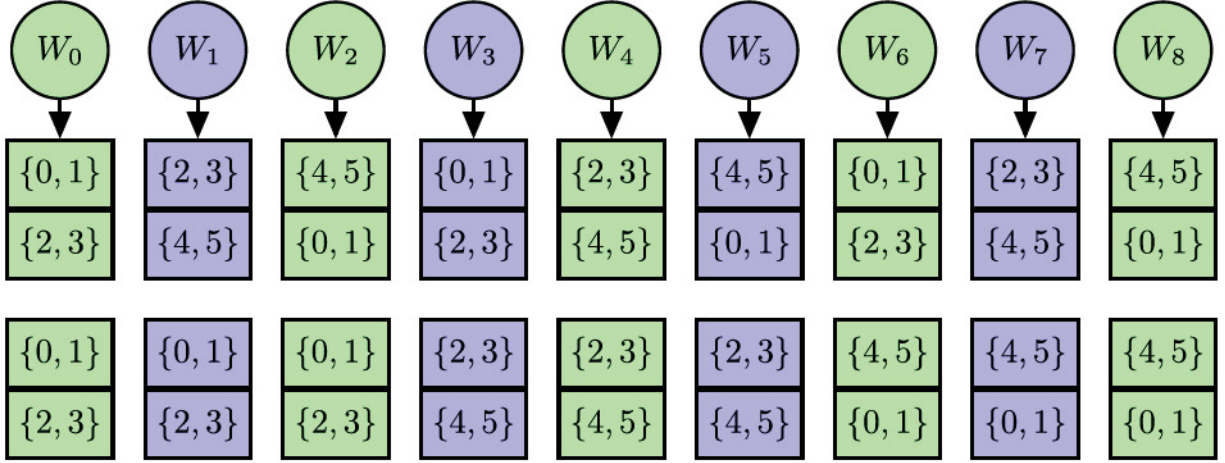 W₀ W₁ W₂ W₃ W₄ W₅ W₆ W₇ W₈
{0, 1} {2, 3} {4, 5} {0, 1} {2, 3} {4, 5} {0, 1} {2, 3} {4, 5}
{2, 3} {4, 5} {0, 1} {2, 3} {4, 5} {0, 1} {2, 3} {4, 5} {0, 1}
{0, 1} {0, 1} {0, 1} {2, 3} {2, 3} {2, 3} {4, 5} {4, 5} {4, 5}
{2, 3} {2, 3} {2, 3} {4, 5} {4, 5} {4, 5} {0, 1} {0, 1} {0, 1}